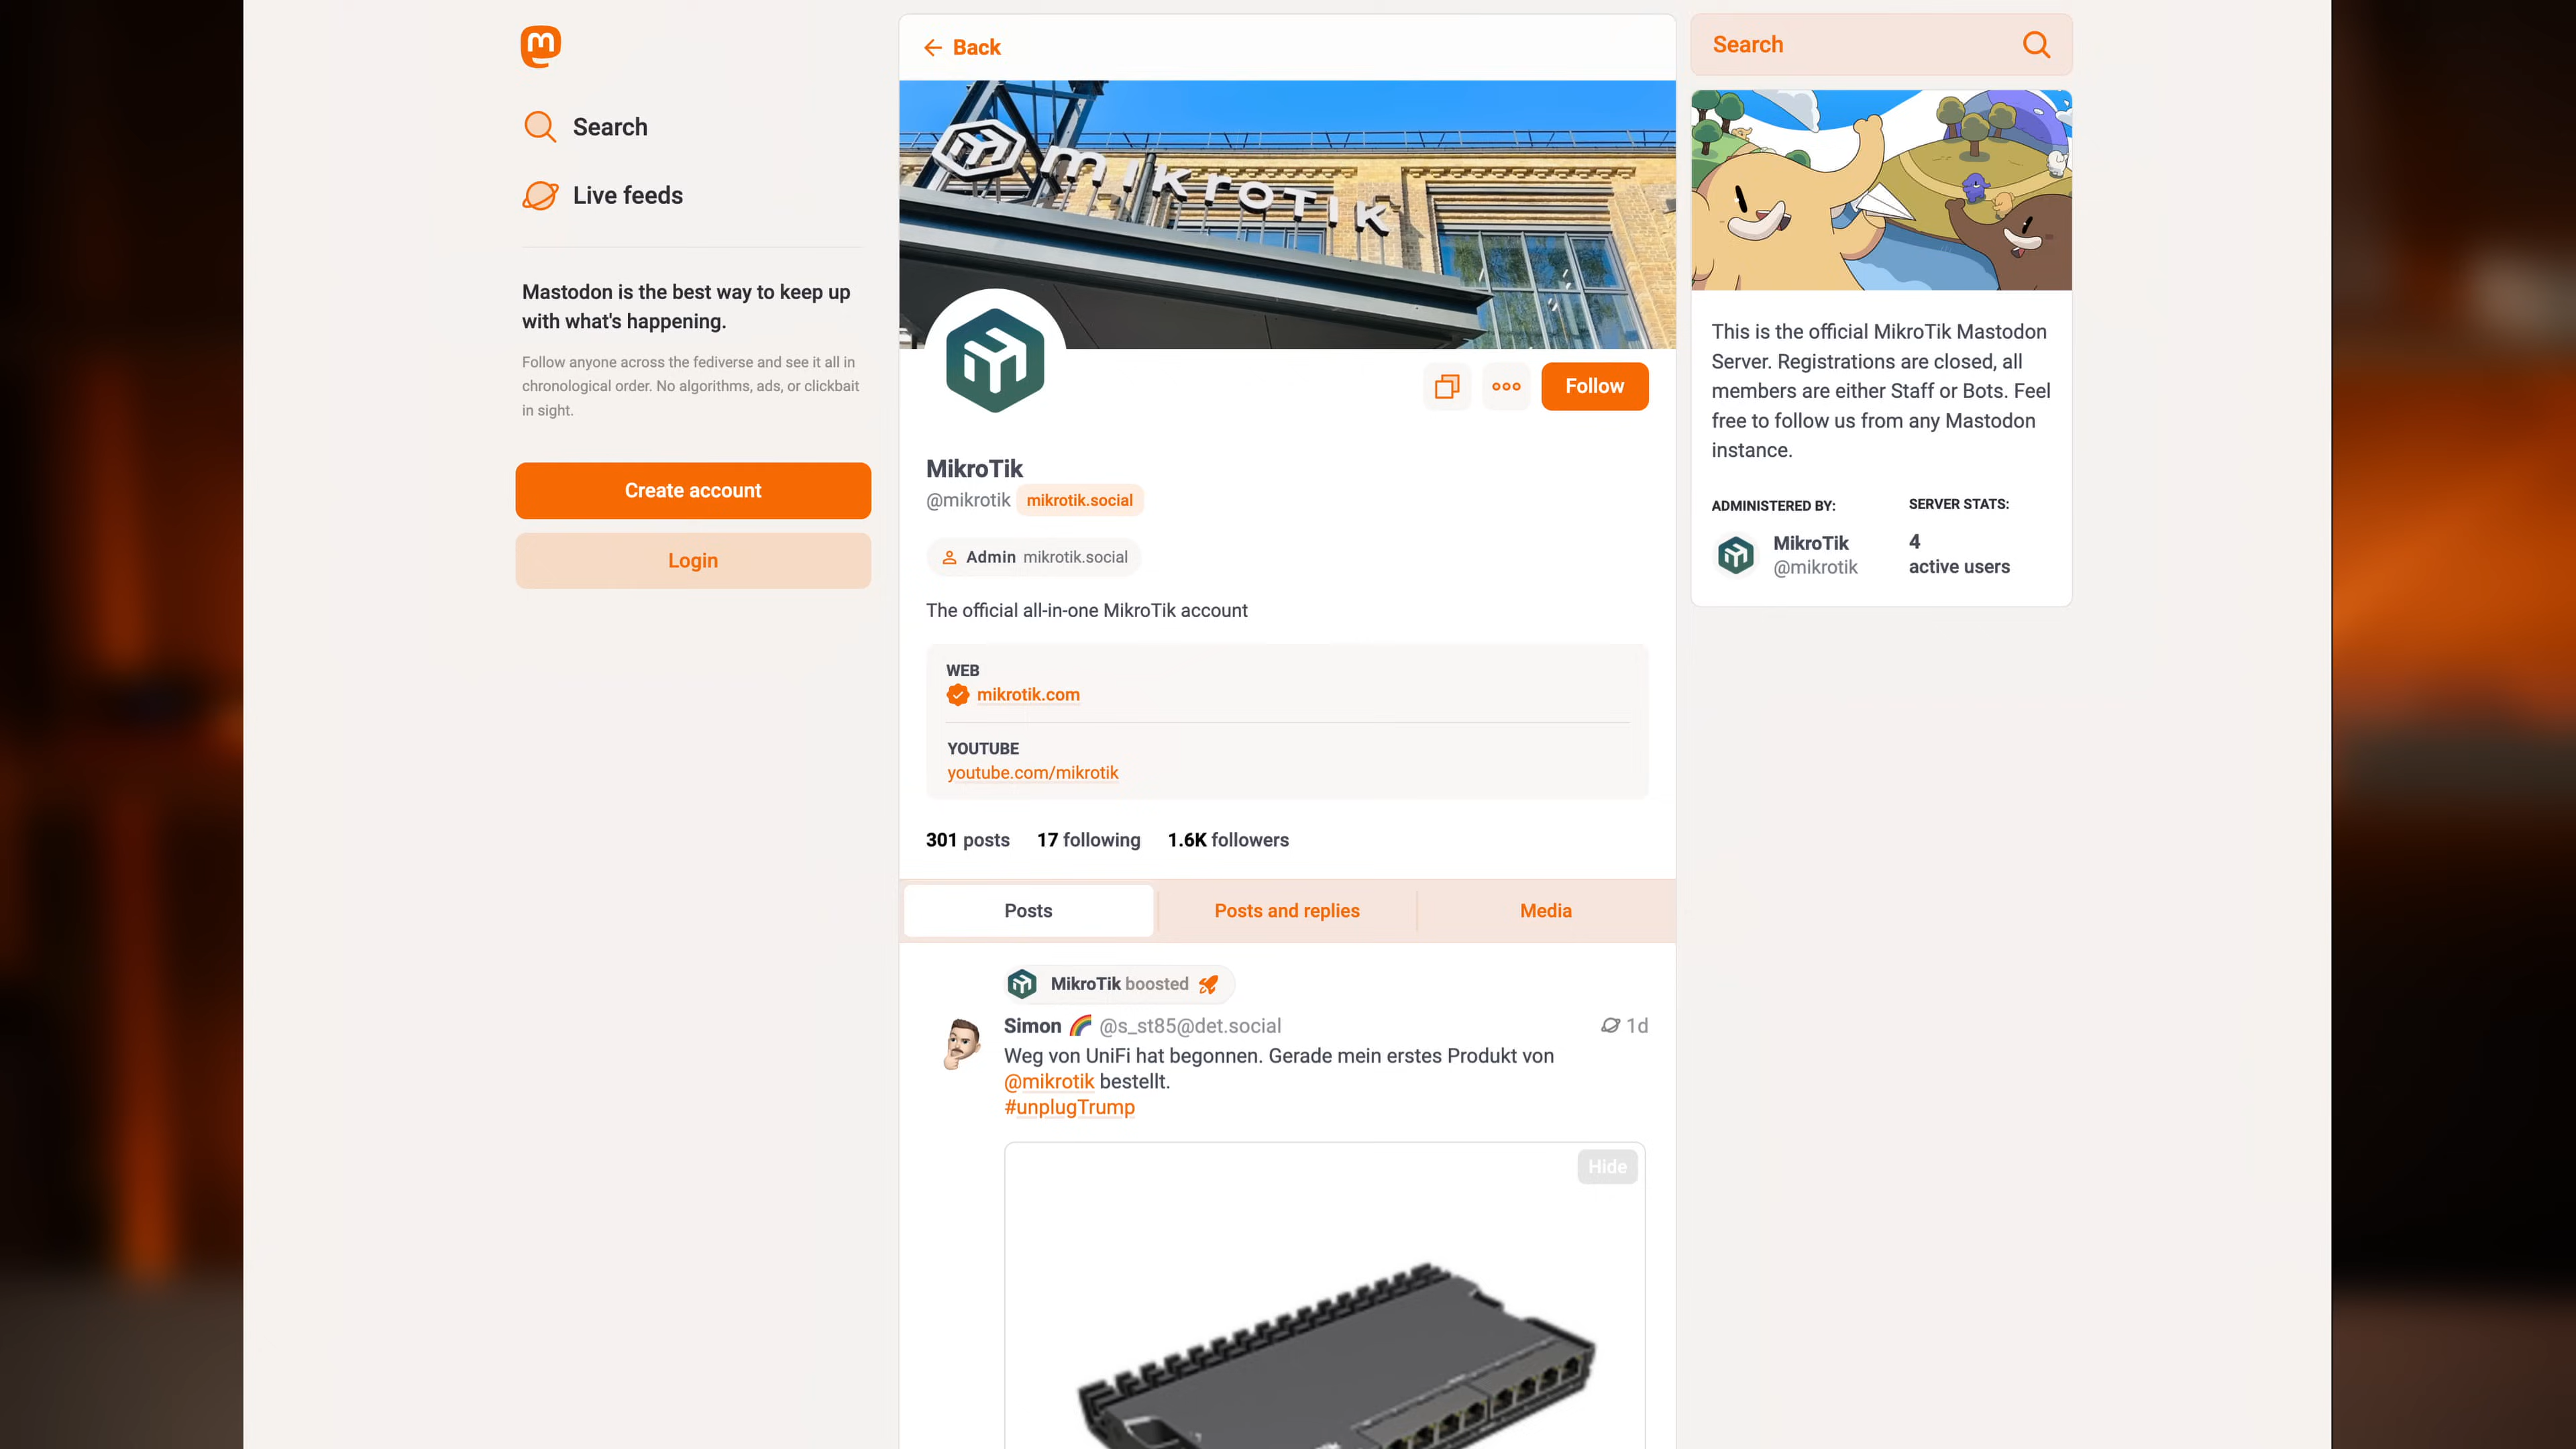 Search
Live feeds
Mastodon is the best way to keep up
with what's happening.
Follow anyone across the fediverse and see it all in
chronological order. No algorithms, ads, or clickbait
in sight.
Create account
Login
Back
mikrotik
Follow
MikroTik
@mikrotik mikrotik.social
Admin mikrotik.social
The official all-in-one MikroTik account
WEB
mikrotik.com
YOUTUBE
youtube.com/mikrotik
301 posts 17 following 1.6K followers
Posts Posts and replies Media
MikroTik boosted
Simon @s_st85@det.social 1d
Weg von UniFi hat begonnen. Gerade mein erstes Produkt von
@mikrotik bestellt.
#unplugTrump
Hide
Search
This is the official MikroTik Mastodon
Server. Registrations are closed, all
members are either Staff or Bots. Feel
free to follow us from any Mastodon
instance.
ADMINISTERED BY:
MikroTik
@mikrotik
SERVER STATS:
4
active users